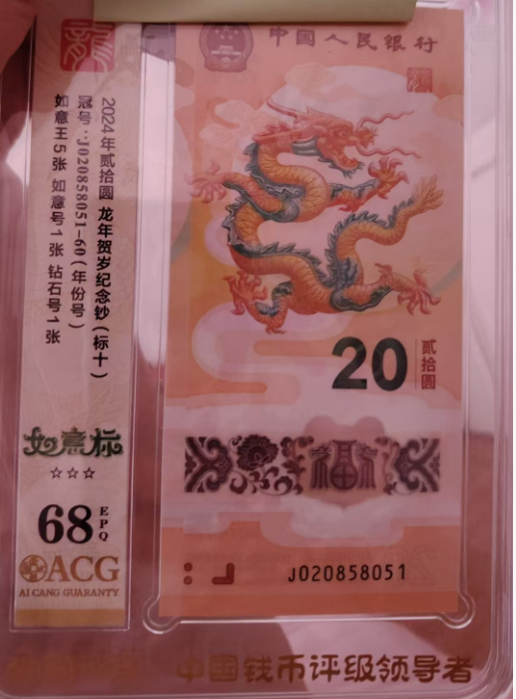 龍
2024年贰拾圆 龙年贺岁纪念钞(标十)
冠号:J020858051-60(年份号)
如意王5张 如意号1张 钻石号1张
如意标
☆☆☆
68 EPQ
ACG
AI CANG GUARANTY
中国人民银行
20
贰拾圆
福
J020858051
中国钱币评级领导者